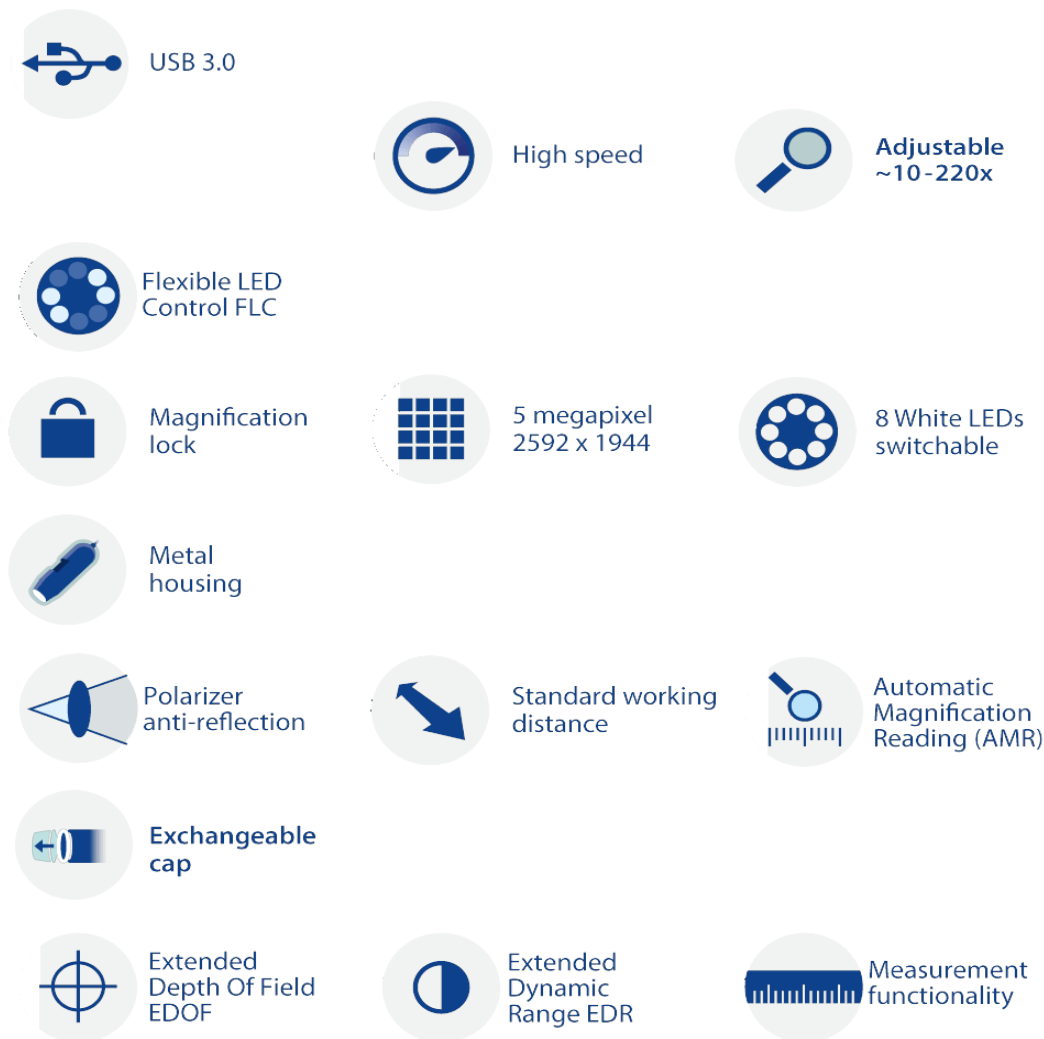 USB 3.0
High speed
Adjustable
~10-220x
Flexible LED
Control FLC
Magnification
lock
5 megapixel
2592 x 1944
8 White LEDs
switchable
Metal
housing
Polarizer
anti-reflection
Standard working
distance
Automatic
Magnification
Reading (AMR)
Exchangeable
cap
Extended
Depth Of Field
EDOF
Extended
Dynamic
Range EDR
Measurement
functionality